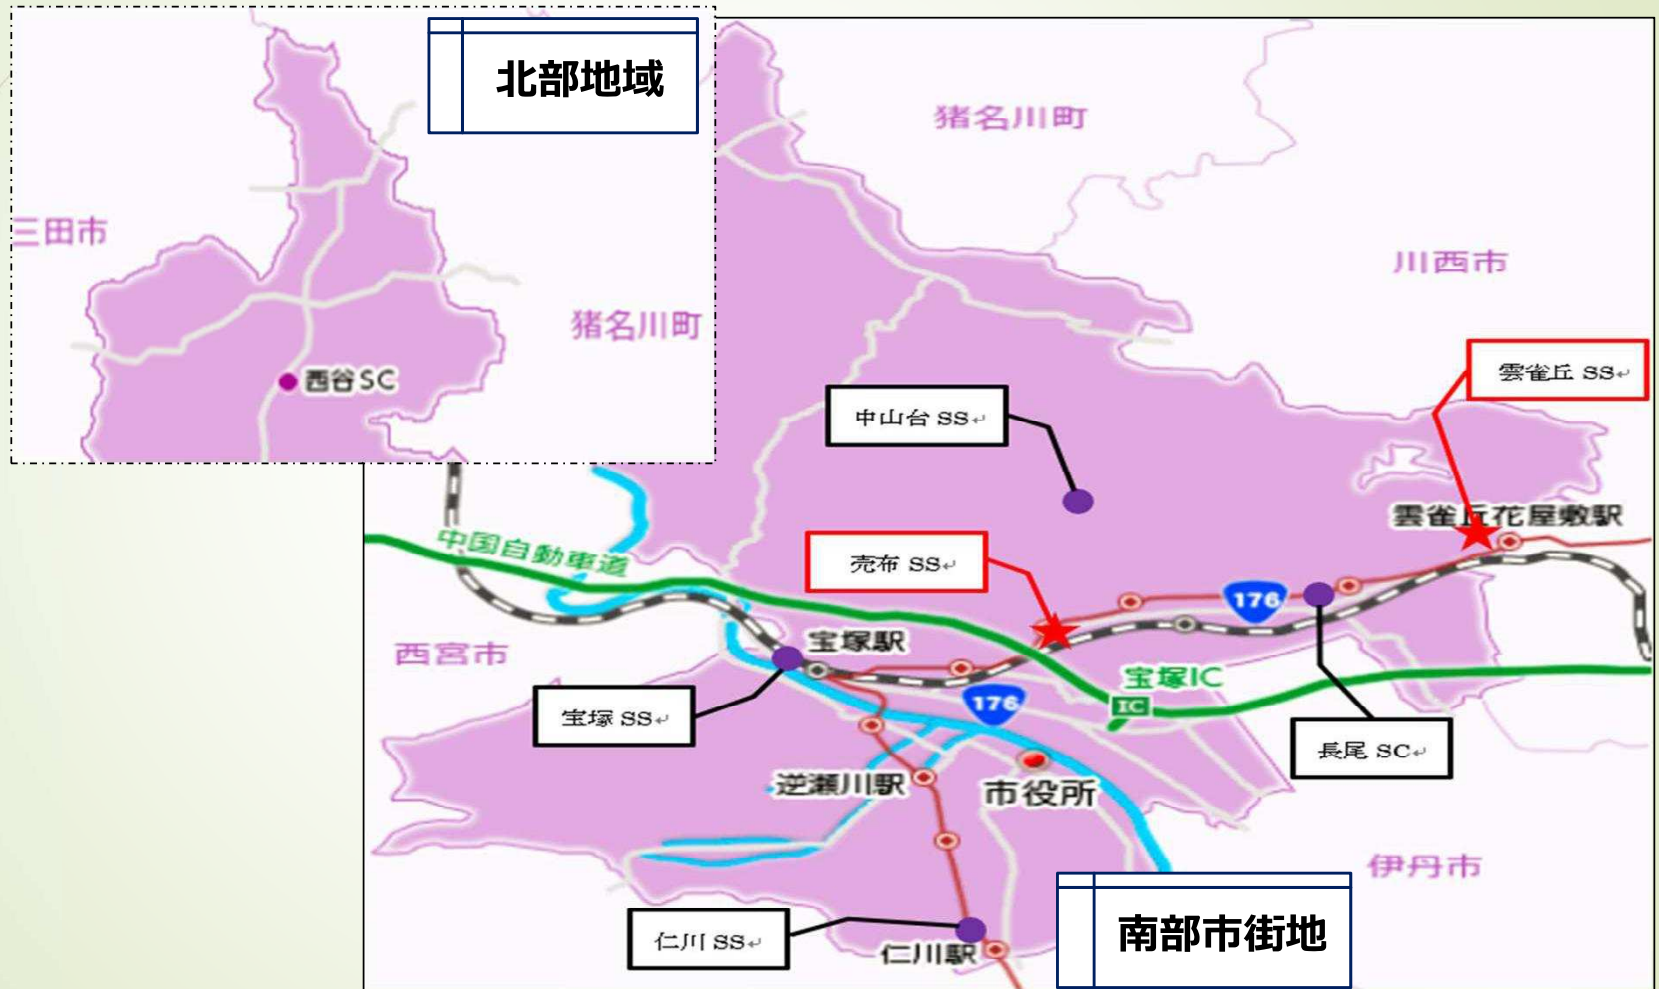 北部地域
三田市
猪名川町
西谷SC
猪名川町
川西市
雲雀丘 SS
中山台 SS
雲雀丘花屋敷駅
中国自動車道
売布 SS
176
西宮市
宝塚駅
宝塚IC
宝塚 SS
176
IC
長尾 SC
逆瀬川駅
市役所
伊丹市
仁川 SS
仁川駅
南部市街地